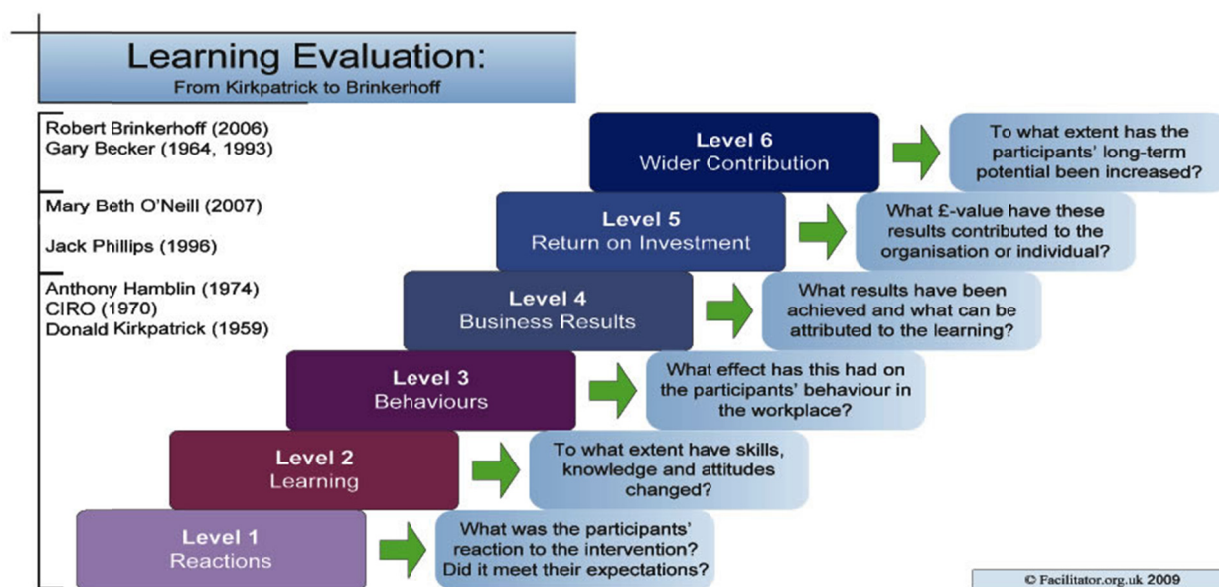 Learning Evaluation:
From Kirkpatrick to Brinkerhoff
Robert Brinkerhoff (2006)
Gary Becker (1964, 1993)
Mary Beth O'Neill (2007)
Jack Phillips (1996)
Anthony Hamblin (1974)
CIRO (1970)
Donald Kirkpatrick (1959)
Level 6
Wider Contribution
To what extent has the
participants' long-term
potential been increased?
Level 5
Return on Investment
What £-value have these
results contributed to the
organisation or individual?
Level 4
Business Results
What results have been
achieved and what can be
attributed to the learning?
Level 3
Behaviours
What effect has this had on
the participants' behaviour in
the workplace?
Level 2
Learning
To what extent have skills,
knowledge and attitudes
changed?
Level 1
Reactions
What was the participants'
reaction to the intervention?
Did it meet their expectations?
© Facilitator.org.uk 2009